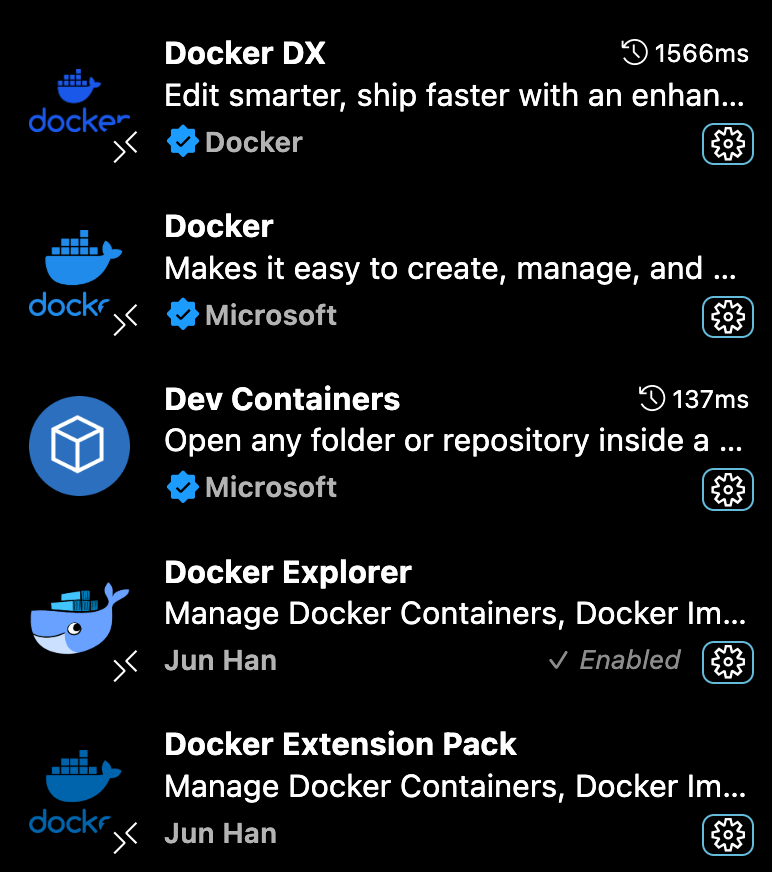 Docker DX 1566ms
Edit smarter, ship faster with an enhan...
docker
Docker
Docker
Makes it easy to create, manage, and ...
docke
Microsoft
Dev Containers 137ms
Open any folder or repository inside a ...
Microsoft
Docker Explorer
Manage Docker Containers, Docker Im...
Jun Han ✓ Enabled
Docker Extension Pack
Manage Docker Containers, Docker Im...
docke
Jun Han